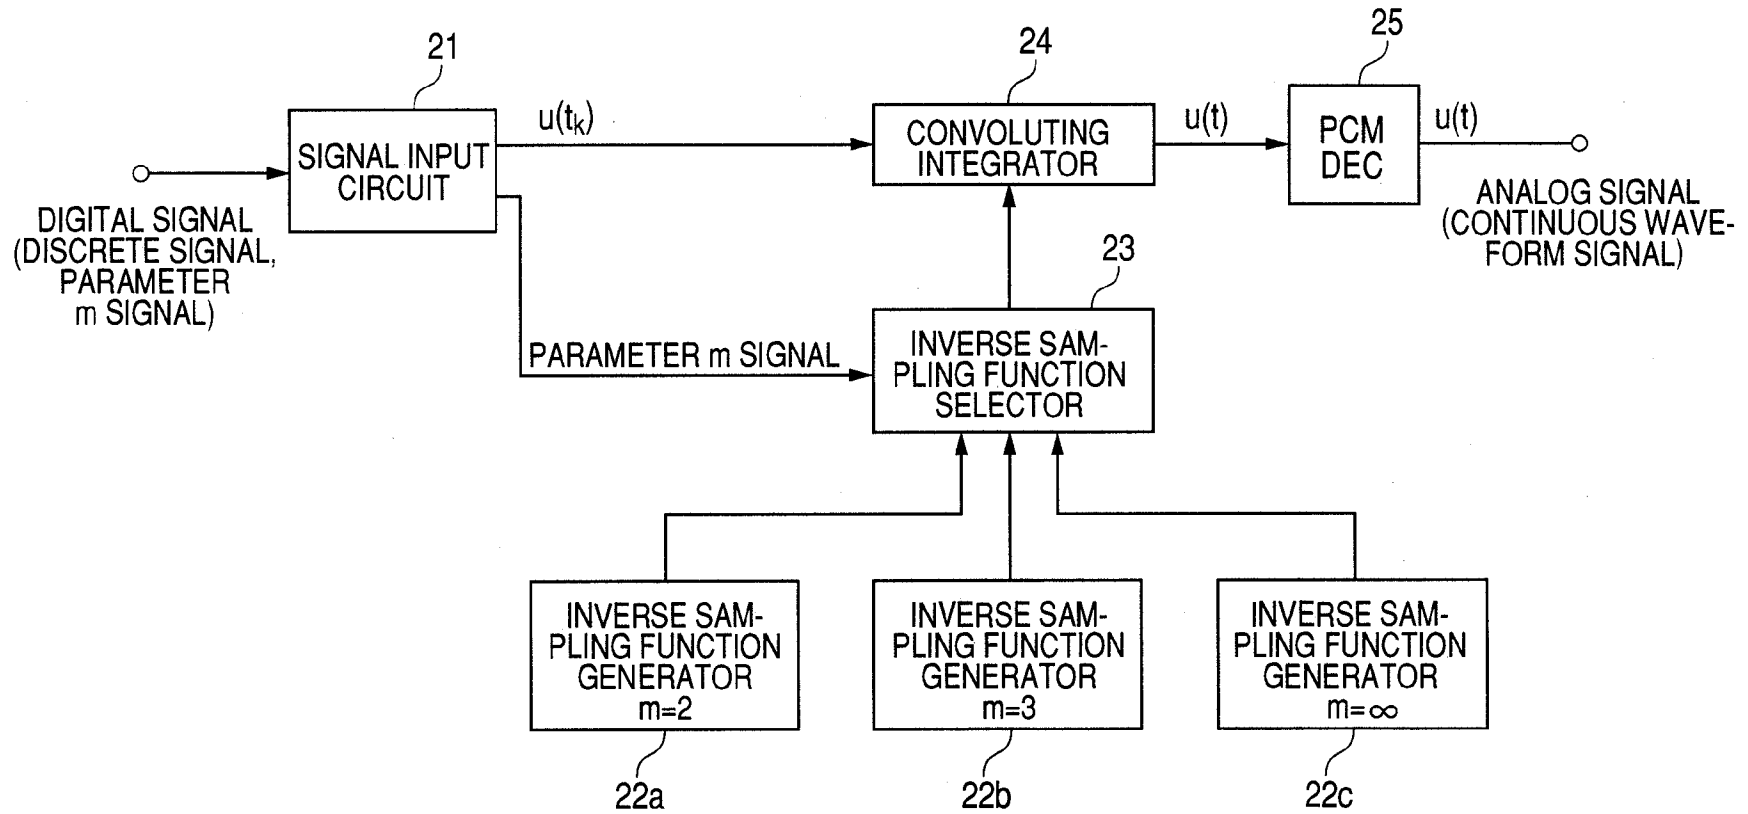 21
24
25
u(tk)
u(t)
u(t)
SIGNAL INPUT
CIRCUIT
CONVOLUTING
INTEGRATOR
PCM
DEC
DIGITAL SIGNAL
(DISCRETE SIGNAL,
PARAMETER
m SIGNAL)
ANALOG SIGNAL
(CONTINUOUS WAVE-
FORM SIGNAL)
23
PARAMETER m SIGNAL
INVERSE SAM-
PLING FUNCTION
SELECTOR
INVERSE SAM-
PLING FUNCTION
GENERATOR
m=2
INVERSE SAM-
PLING FUNCTION
GENERATOR
m=3
INVERSE SAM-
PLING FUNCTION
GENERATOR
m=∞
22a
22b
22c